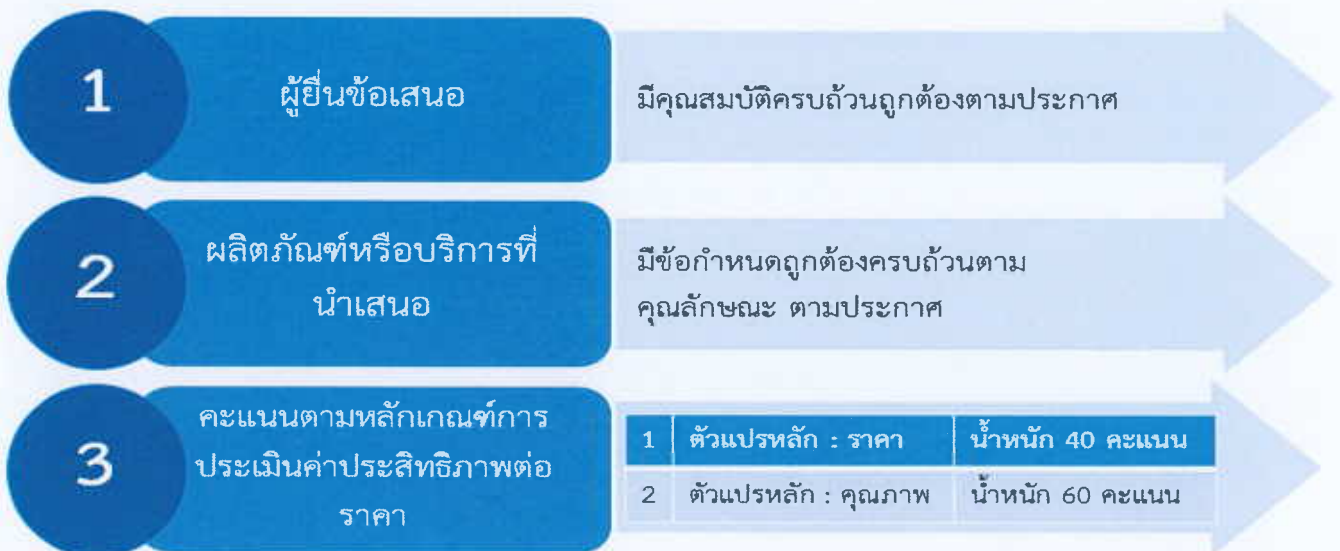 1
ผู้ยื่นข้อเสนอ
มีคุณสมบัติครบถ้วนถูกต้องตามประกาศ
2
ผลิตภัณฑ์หรือบริการที่
นำเสนอ
มีข้อกำหนดถูกต้องครบถ้วนตาม
คุณลักษณะ ตามประกาศ
3
คะแนนตามหลักเกณฑ์การ
ประเมินค่าประสิทธิภาพต่อ
ราคา
1 ตัวแปรหลัก : ราคา น้ำหนัก 40 คะแนน
2 ตัวแปรหลัก : คุณภาพ น้ำหนัก 60 คะแนน